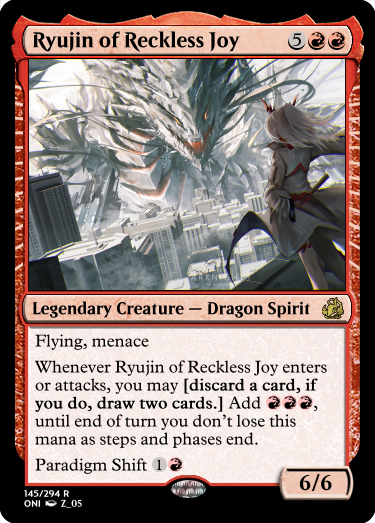 Ryujin of Reckless Joy 5
Legendary Creature — Dragon Spirit
Flying, menace
Whenever Ryujin of Reckless Joy enters
or attacks, you may [discard a card, if
you do, draw two cards.] Add , 
until end of turn you don't lose this
mana as steps and phases end.
Paradigm Shift 1
6/6
145/294 R
ONI Z_05